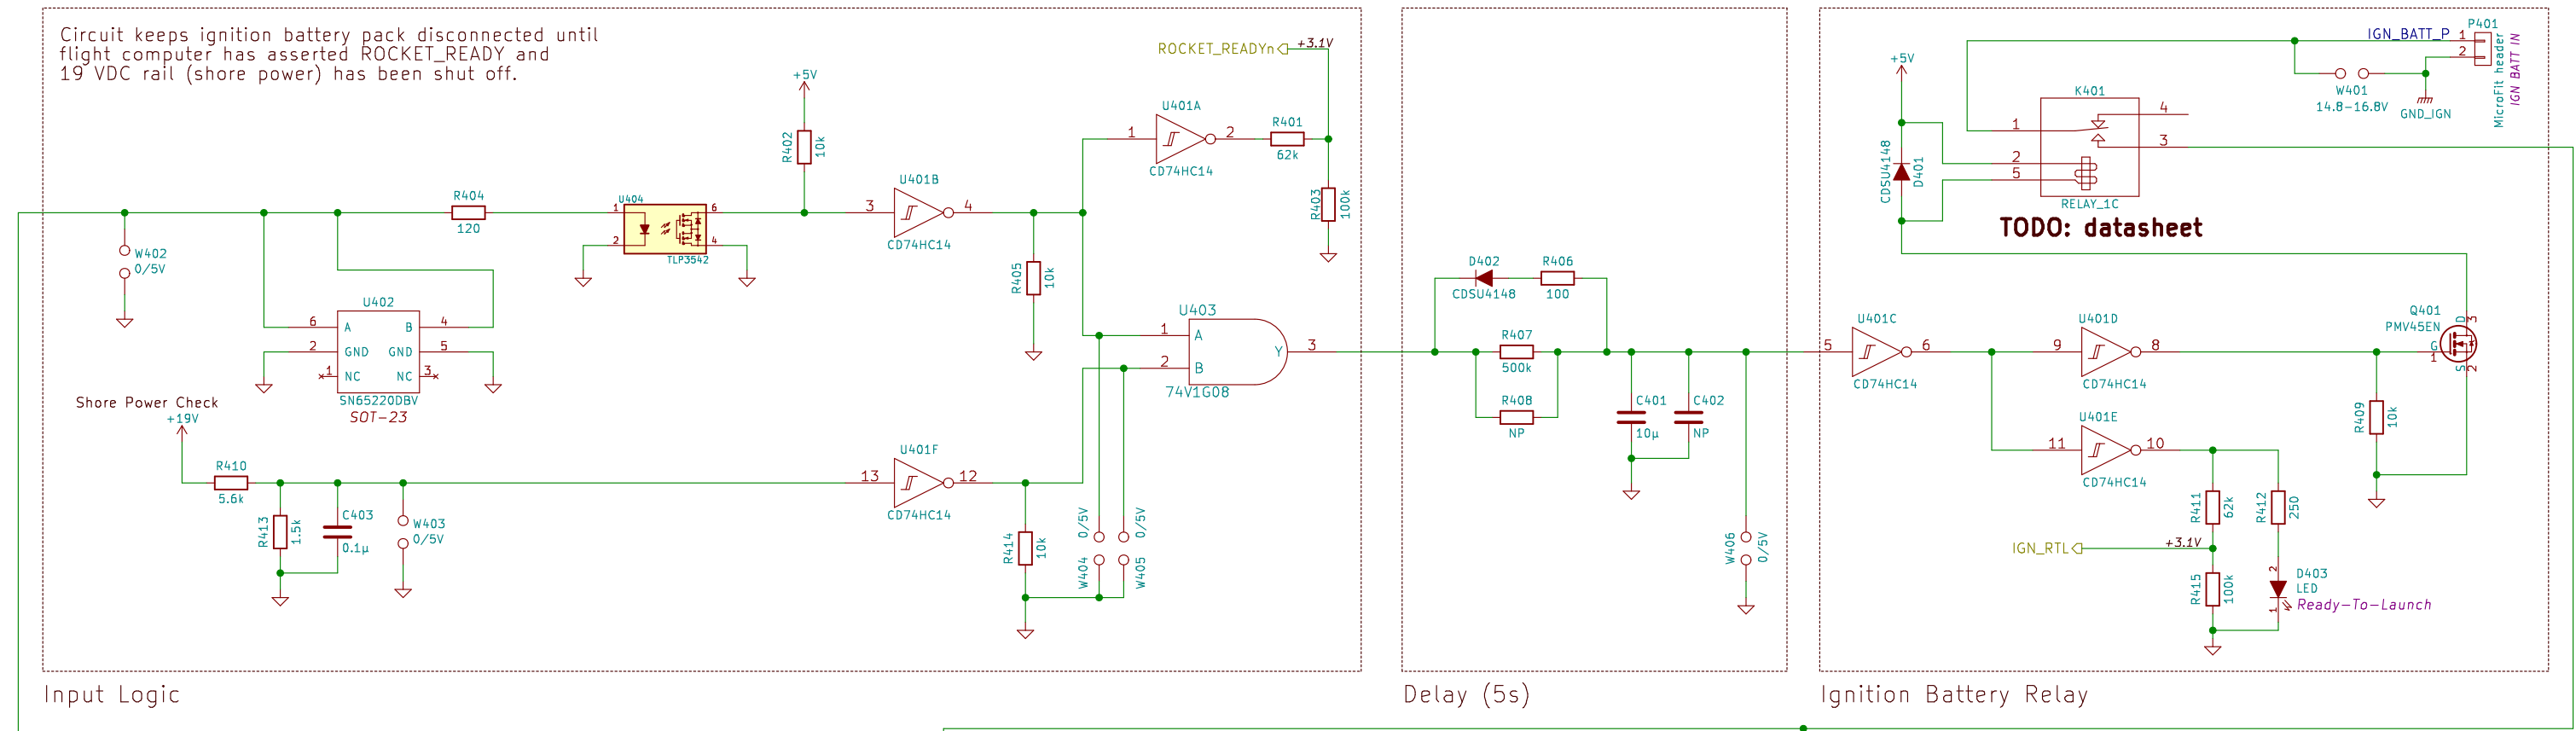 Circuit keeps ignition battery pack disconnected until
flight computer has asserted ROCKET_READY and
19 VDC rail (shore power) has been shut off.
ROCKET_READYn
+3.1V
+5V
R402
10k
U401A
1
2
CD74HC14
R401
62k
R403
100k
R404
120
U404
1
2
6
4
TLP3542
U401B
3
4
CD74HC14
R405
10k
W402
0/5V
U402
6
A
B
4
2
GND
GND
5
1
NC
NC
3
SN65220DBV
SOT-23
U403
1
A
2
B
Y
3
74V1G08
Shore Power Check
+19V
R410
5.6k
R413
1.5k
C403
0.1µ
W403
0/5V
U401F
13
12
CD74HC14
R414
10k
W404
0/5V
W405
0/5V
Input Logic
D402
CDSU4148
R406
100
R407
500k
R408
NP
C401
10µ
C402
NP
W406
0/5V
Delay (5s)
+5V
CDSU4148
D401
K401
1
2
5
4
3
RELAY_1C
TODO: datasheet
IGN_BATT_P
P401
1
2
MicroFit header
IGN BATT IN
W401
14.8-16.8V
GND_IGN
U401C
5
6
CD74HC14
U401D
9
8
CD74HC14
U401E
11
10
CD74HC14
Q401
PMV45EN
D
3
G
1
S
2
R409
10k
R411
62k
R412
250
IGN_RTL
+3.1V
R415
100k
2
1
D403
LED
Ready-To-Launch
Ignition Battery Relay